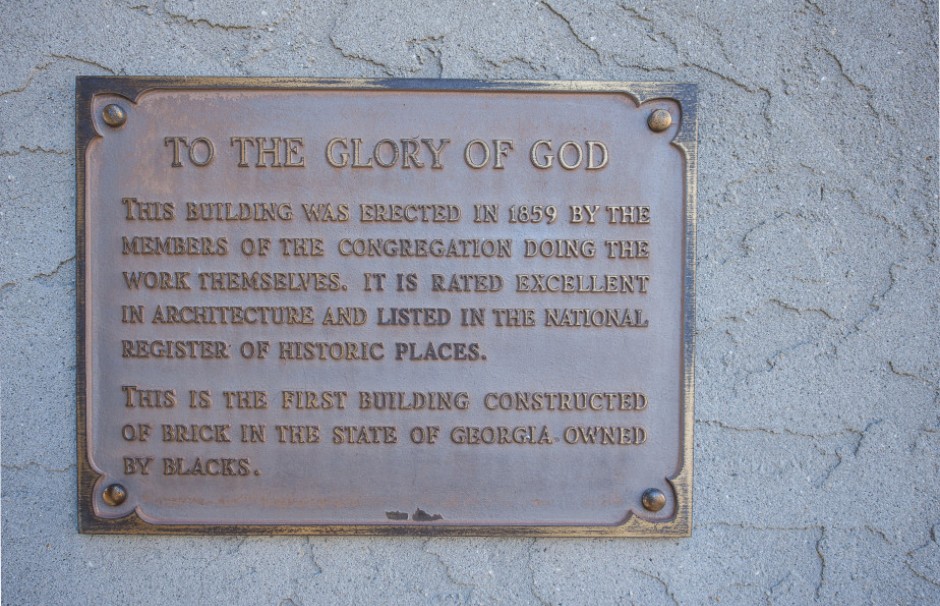 TO THE GLORY OF GOD
THIS BUILDING WAS ERECTED IN 1859 BY THE
MEMBERS OF THE CONGREGATION DOING THE
WORK THEMSELVES. IT IS RATED EXCELLENT
IN ARCHITECTURE AND LISTED IN THE NATIONAL
REGISTER OF HISTORIC PLACES.
THIS IS THE FIRST BUILDING CONSTRUCTED
OF BRICK IN THE STATE OF GEORGIA OWNED
BY BLACKS.